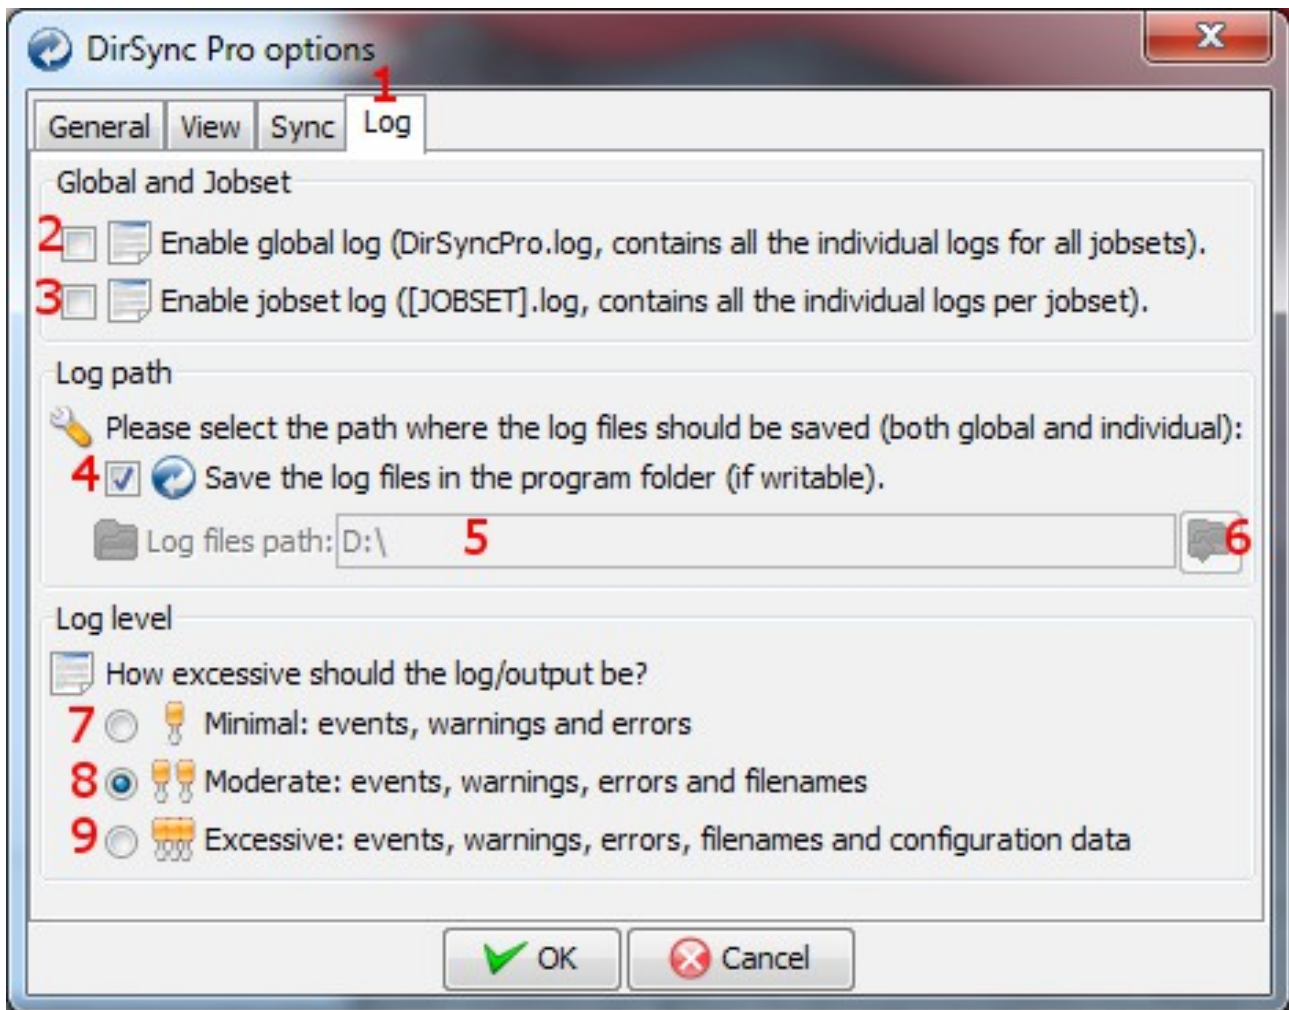 DirSync Pro options
1
General View Sync Log
Global and Jobset
2 Enable global log (DirSyncPro.log, contains all the individual logs for all jobsets).
3 Enable jobset log ([JOBSET].log, contains all the individual logs per jobset).
Log path
Please select the path where the log files should be saved (both global and individual):
4 Save the log files in the program folder (if writable).
Log files path: D:\ 5 6
Log level
How excessive should the log/output be?
7 Minimal: events, warnings and errors
8 Moderate: events, warnings, errors and filenames
9 Excessive: events, warnings, errors, filenames and configuration data
OK Cancel